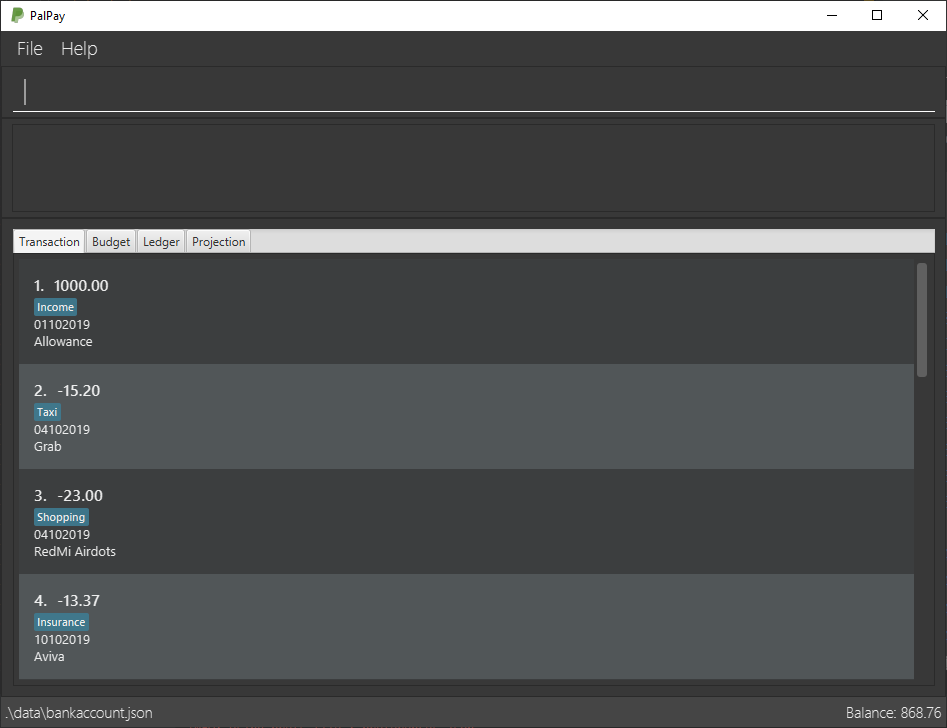 PalPay
File Help
Transaction Budget Ledger Projection
1. 1000.00
Income
01102019
Allowance
2. -15.20
Taxi
04102019
Grab
3. -23.00
Shopping
04102019
RedMi Airdots
4. -13.37
Insurance
10102019
Aviva
.\data\bankaccount.json Balance: 868.76